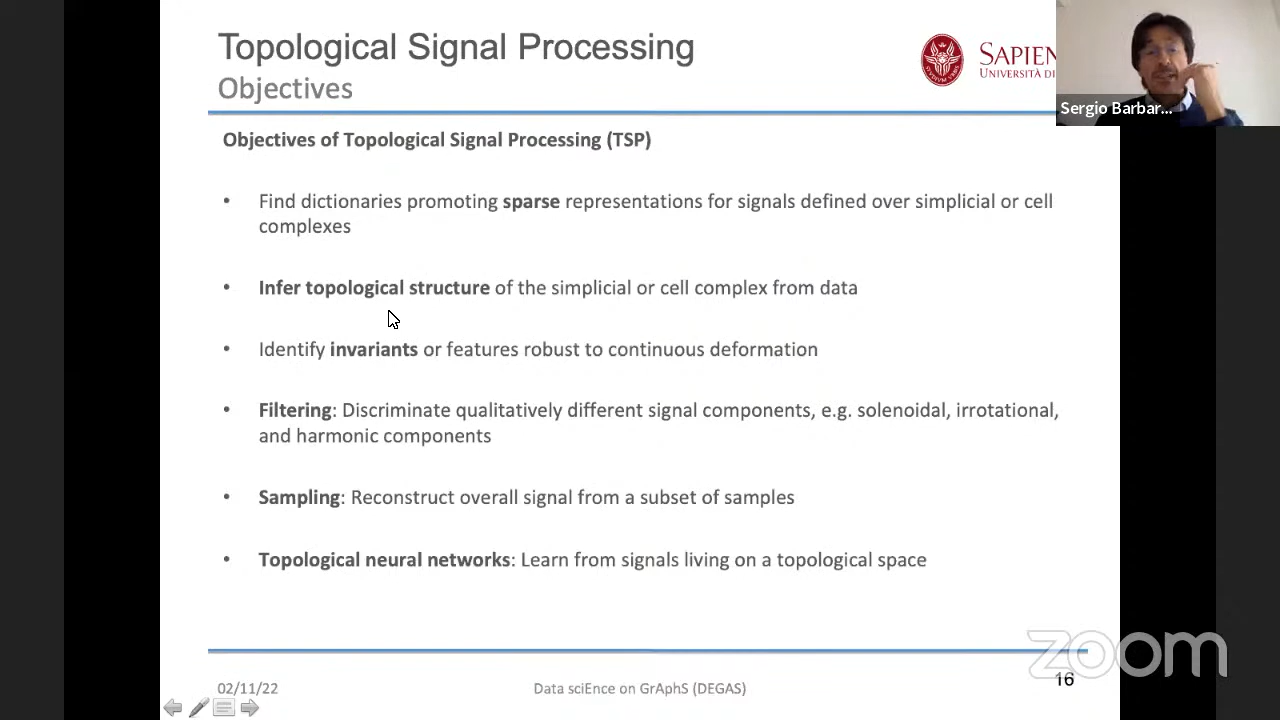 Topological Signal Processing
Objectives
SAPIEN
UNIVERSITÀ DI
Sergio Barbar...
Objectives of Topological Signal Processing (TSP)
• Find dictionaries promoting sparse representations for signals defined over simplicial or cell
complexes
• Infer topological structure of the simplicial or cell complex from data
• Identify invariants or features robust to continuous deformation
• Filtering: Discriminate qualitatively different signal components, e.g. solenoidal, irrotational,
and harmonic components
• Sampling: Reconstruct overall signal from a subset of samples
• Topological neural networks: Learn from signals living on a topological space
zoom
02/11/22
Data sciEnce on GrAphS (DEGAS)
16